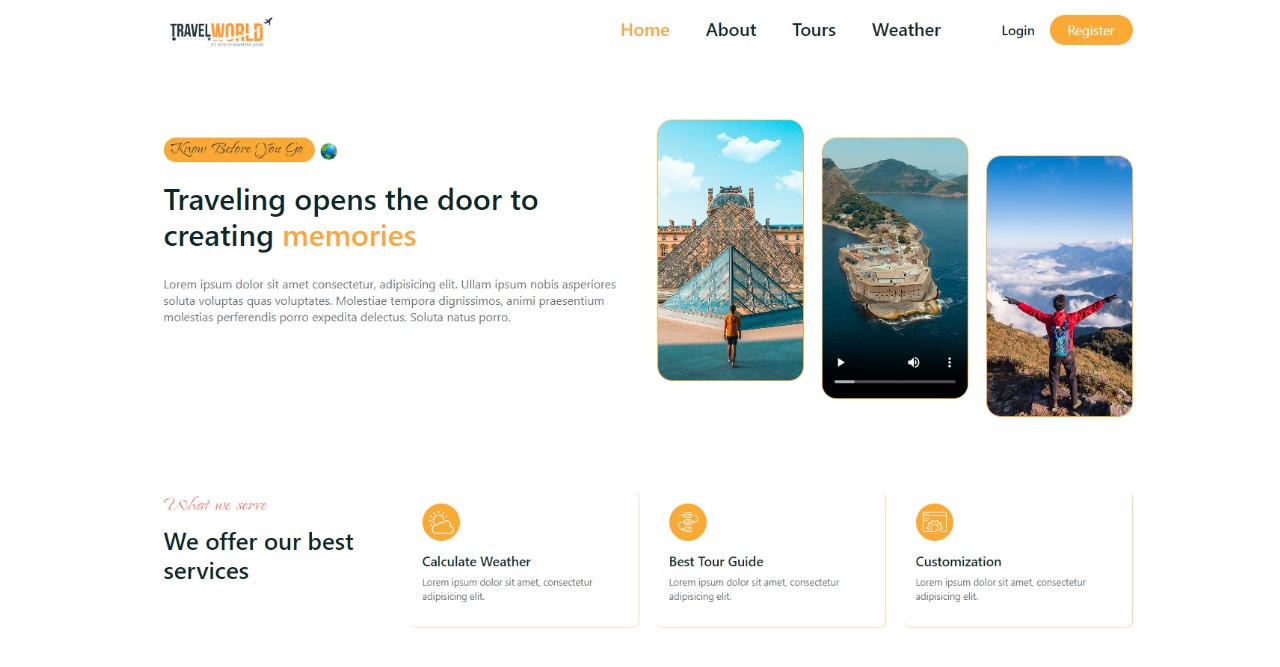 TRAVELWORLD
Home
About
Tours
Weather
Login
Register
Know Before You Go
Traveling opens the door to
creating memories
Lorem ipsum dolor sit amet consectetur, adipisicing elit. Ullam ipsum nobis asperiores
soluta voluptas quas voluptates. Molestiae tempora dignissimos, animi praesentium
molestias perferendis porro expedita delectus. Soluta natus porro.
What we serve
We offer our best
services
Calculate Weather
Lorem ipsum dolor sit amet, consectetur
adipisicing elit.
Best Tour Guide
Lorem ipsum dolor sit amet, consectetur
adipisicing elit.
Customization
Lorem ipsum dolor sit amet, consectetur
adipisicing elit.